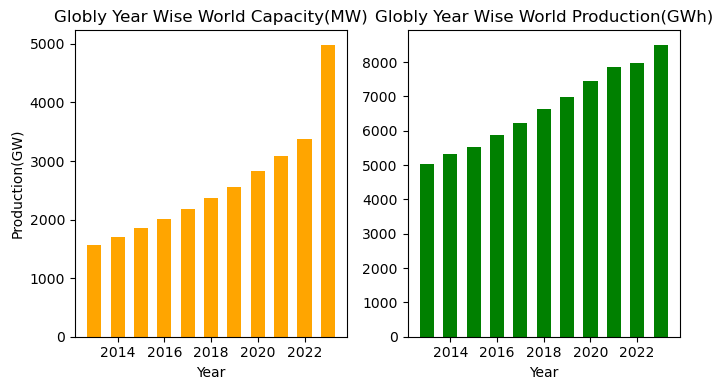 Globly Year Wise World Capacity(MW)
Production(GW)
5000
4000
3000
2000
1000
0
2014 2016 2018 2020 2022
Year
Globly Year Wise World Production(GWh)
8000
7000
6000
5000
4000
3000
2000
1000
0
2014 2016 2018 2020 2022
Year